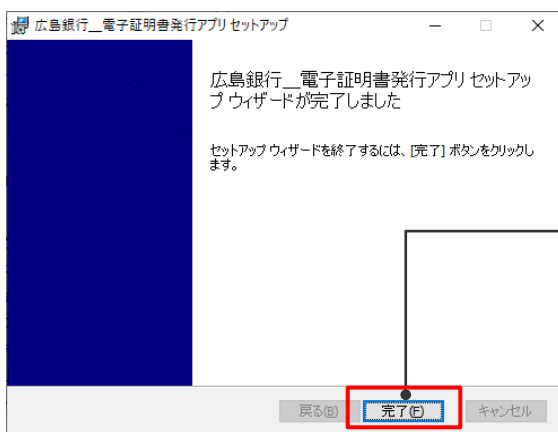 広島銀行__電子証明書発行アプリ セットアップ
広島銀行__電子証明書発行アプリ セットアッ
プ ウィザードが完了しました
セットアップ ウィザードを終了するには、[完了] ボタンをクリックし
ます。
戻る(B) 完了(F) キャンセル